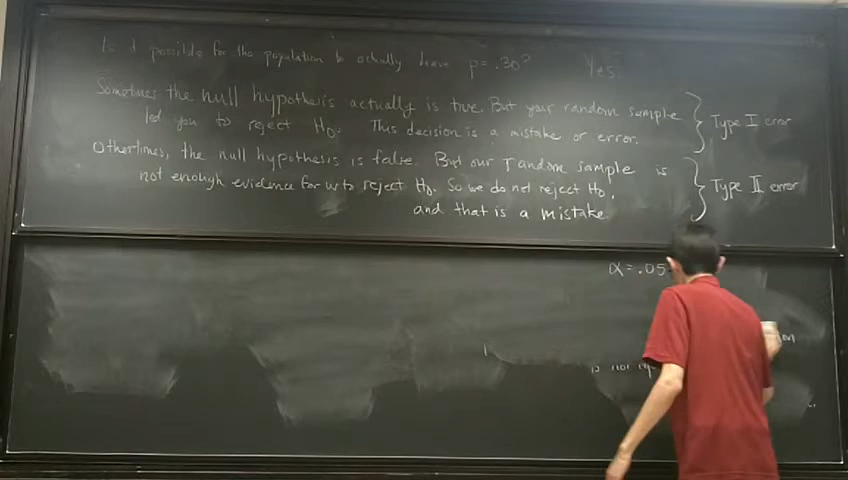 Is it possible for the population to actually have p = .30? Yes.
Sometimes the null hypothesis actually is true. But your random sample
led you to reject H₀. This decision is a mistake or error.
Type I error
Othertimes, the null hypothesis is false. But our random sample is
not enough evidence for us to reject H₀. So we do not reject H₀,
and that is a mistake.
Type II error
α = .05
is not